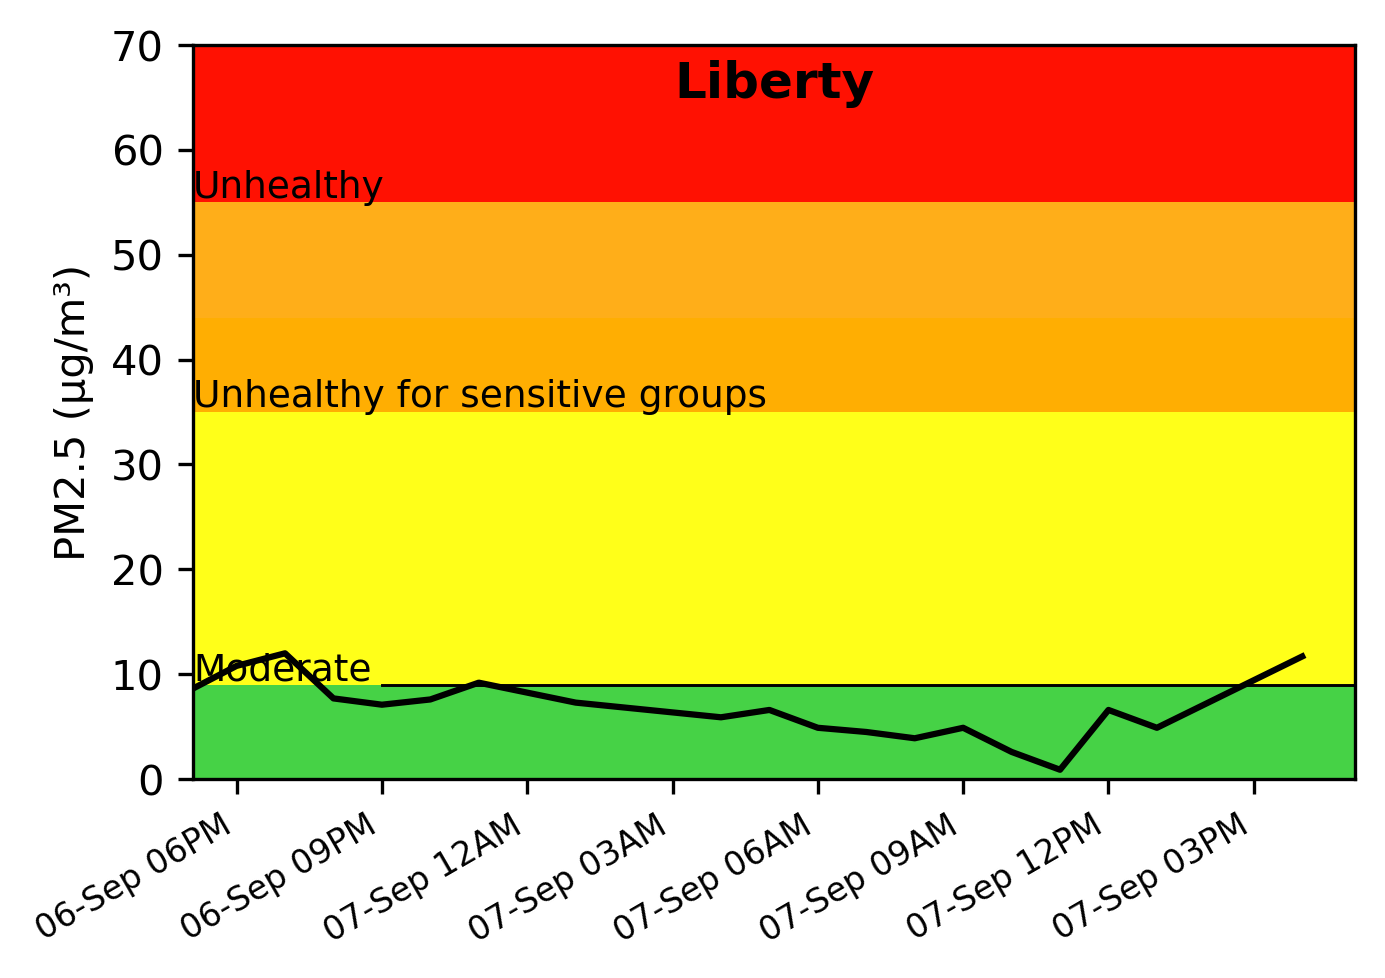 Liberty
70
60
50
40
30
20
10
0
PM2.5 (µg/m³)
Unhealthy
Unhealthy for sensitive groups
Moderate
06-Sep 06PM
06-Sep 09PM
07-Sep 12AM
07-Sep 03AM
07-Sep 06AM
07-Sep 09AM
07-Sep 12PM
07-Sep 03PM